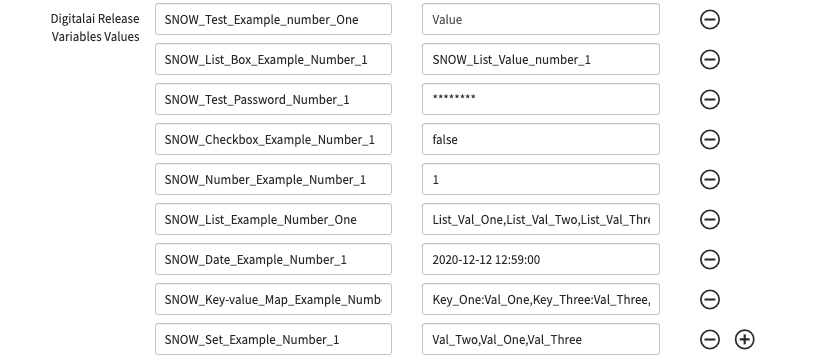 Digitalai Release
Variables Values
SNOW_Test_Example_number_One Value
SNOW_List_Box_Example_Number_1 SNOW_List_Value_number_1
SNOW_Test_Password_Number_1 ********
SNOW_Checkbox_Example_Number_1 false
SNOW_Number_Example_Number_1 1
SNOW_List_Example_Number_One List_Val_One,List_Val_Two,List_Val_Thre
SNOW_Date_Example_Number_1 2020-12-12 12:59:00
SNOW_Key-value_Map_Example_Numb Key_One:Val_One,Key_Three:Val_Three,
SNOW_Set_Example_Number_1 Val_Two,Val_One,Val_Three